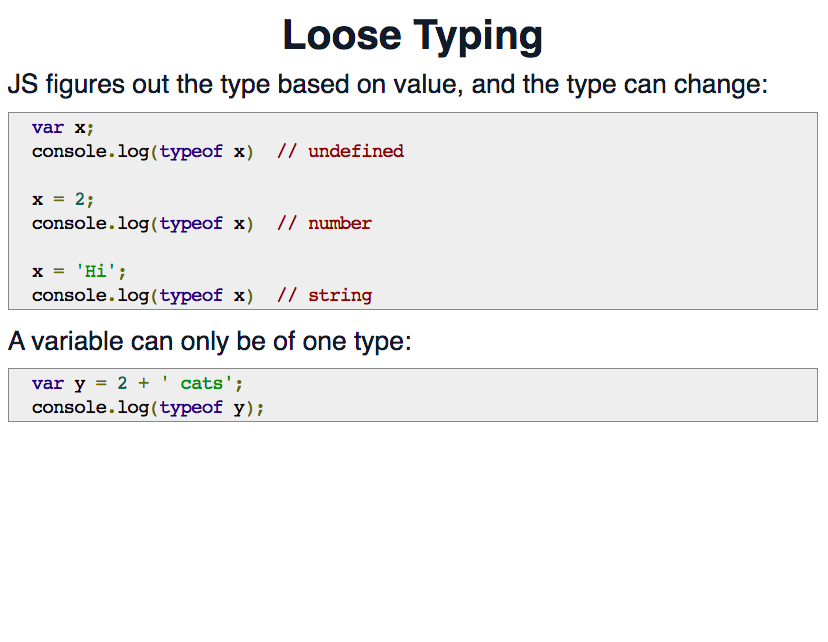 Loose Typing
JS figures out the type based on value, and the type can change:
var x;
console.log(typeof x)  // undefined
x = 2;
console.log(typeof x)  // number
x = 'Hi';
console.log(typeof x)  // string
A variable can only be of one type:
var y = 2 + ' cats';
console.log(typeof y);